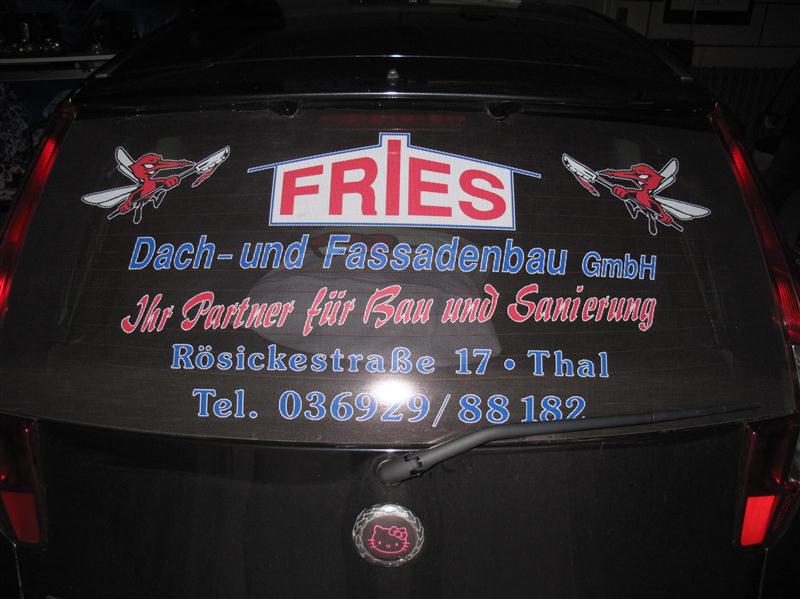 FRIES
Dach- und Fassadenbau GmbH
Ihr Partner für Bau und Sanierung
Rösickestraße 17 • Thal
Tel. 036929/88 182